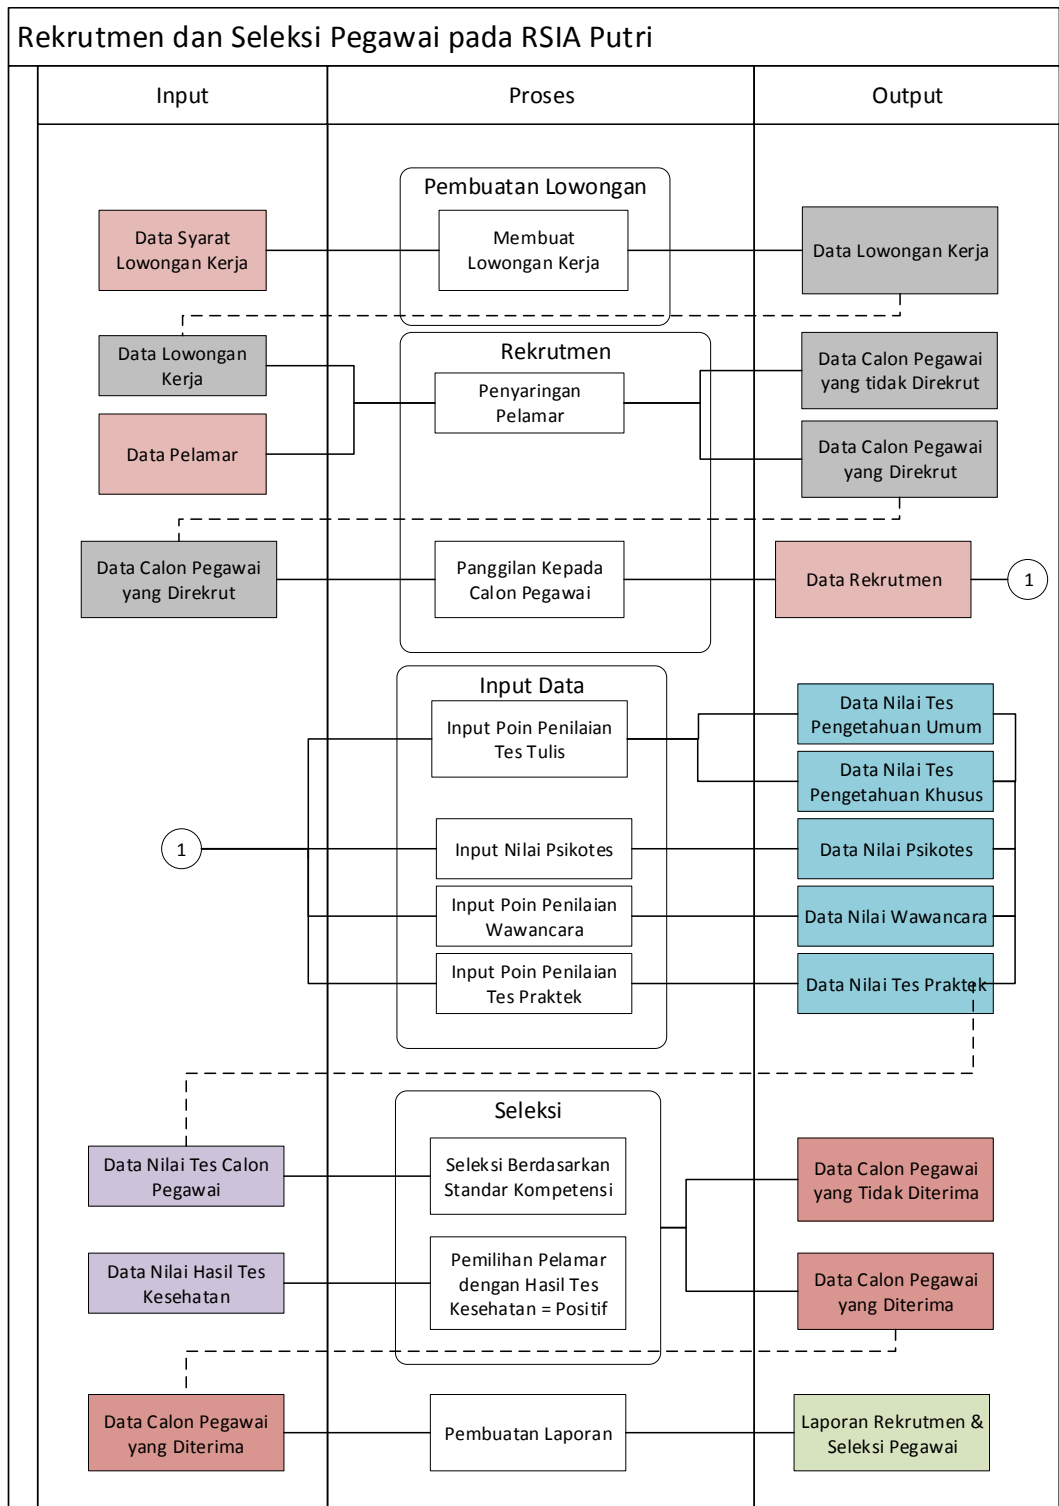 Rekrutmen dan Seleksi Pegawai pada RSIA Putri
Input
Proses
Output
Pembuatan Lowongan
Data Syarat
Lowongan Kerja
Membuat
Lowongan Kerja
Data Lowongan Kerja
Rekrutmen
Data Lowongan
Kerja
Data Pelamar
Penyaringan
Pelamar
Data Calon Pegawai
yang tidak Direkrut
Data Calon Pegawai
yang Direkrut
Data Calon Pegawai
yang Direkrut
Panggilan Kepada
Calon Pegawai
Data Rekrutmen
1
Input Data
1
Input Poin Penilaian
Tes Tulis
Data Nilai Tes
Pengetahuan Umum
Data Nilai Tes
Pengetahuan Khusus
Input Nilai Psikotes
Data Nilai Psikotes
Input Poin Penilaian
Wawancara
Data Nilai Wawancara
Input Poin Penilaian
Tes Praktek
Data Nilai Tes Praktek
Seleksi
Data Nilai Tes Calon
Pegawai
Seleksi Berdasarkan
Standar Kompetensi
Data Calon Pegawai
yang Tidak Diterima
Data Nilai Hasil Tes
Kesehatan
Pemilihan Pelamar
dengan Hasil Tes
Kesehatan = Positif
Data Calon Pegawai
yang Diterima
Data Calon Pegawai
yang Diterima
Pembuatan Laporan
Laporan Rekrutmen &
Seleksi Pegawai